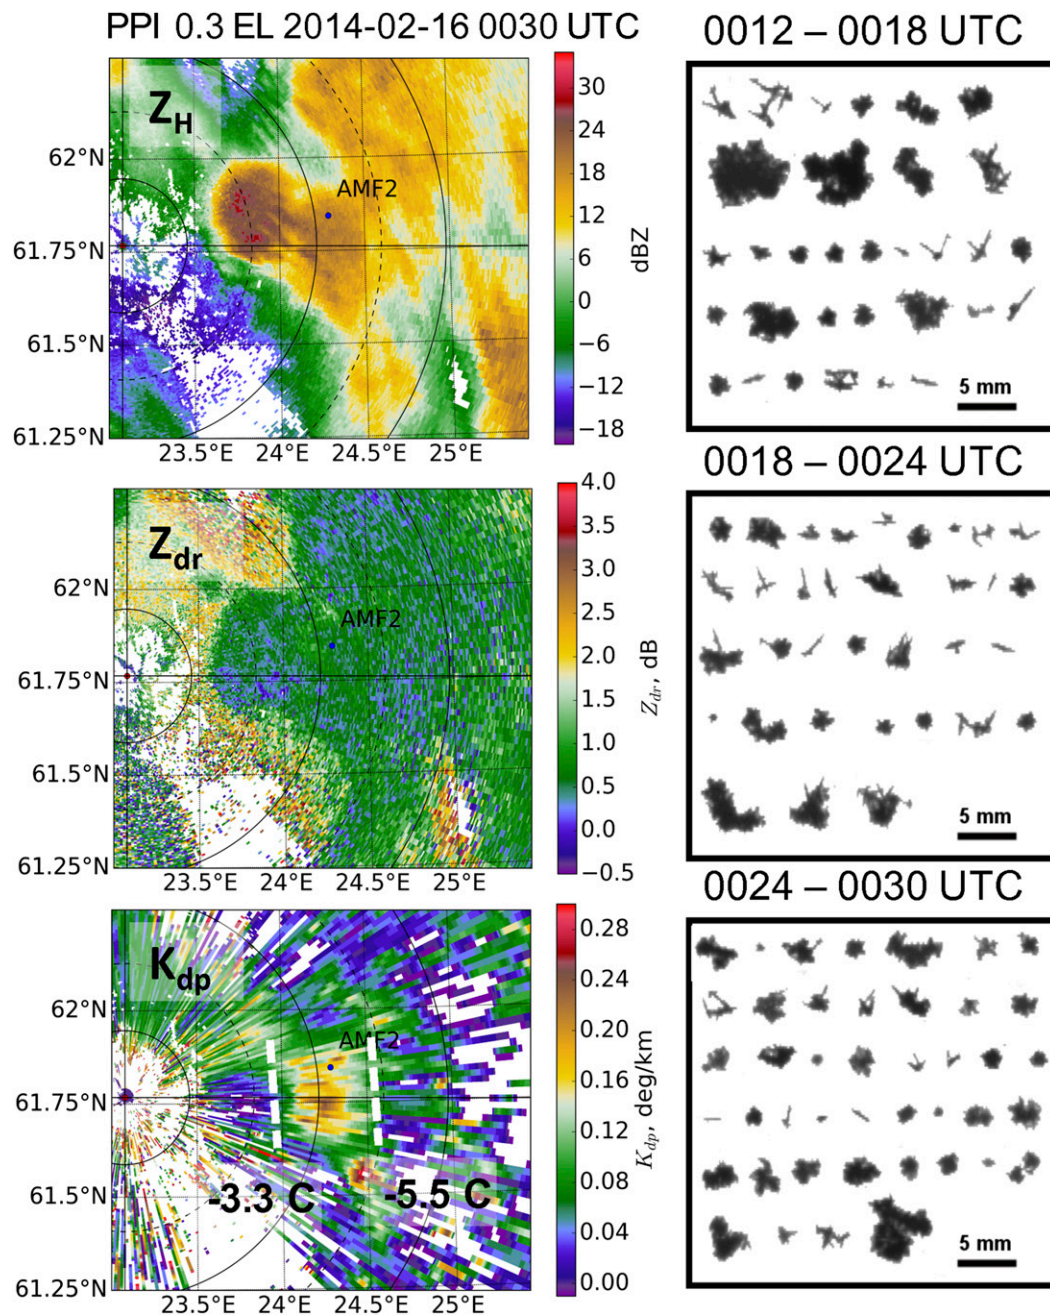 PPI 0.3 EL 2014-02-16 0030 UTC
Z_H
AMF2
62°N
61.75°N
61.5°N
61.25°N
23.5°E 24°E 24.5°E 25°E
30
24
18
12
6
0
−6
−12
−18
dBZ
Z_dr
AMF2
62°N
61.75°N
61.5°N
61.25°N
23.5°E 24°E 24.5°E 25°E
4.0
3.5
3.0
2.5
2.0
1.5
1.0
0.5
0.0
−0.5
Z_dr, dB
K_dp
AMF2
-3.3 C
-5.5 C
62°N
61.75°N
61.5°N
61.25°N
23.5°E 24°E 24.5°E 25°E
0.28
0.24
0.20
0.16
0.12
0.08
0.04
0.00
K_dp, deg/km
0012 – 0018 UTC
5 mm
0018 – 0024 UTC
5 mm
0024 – 0030 UTC
5 mm